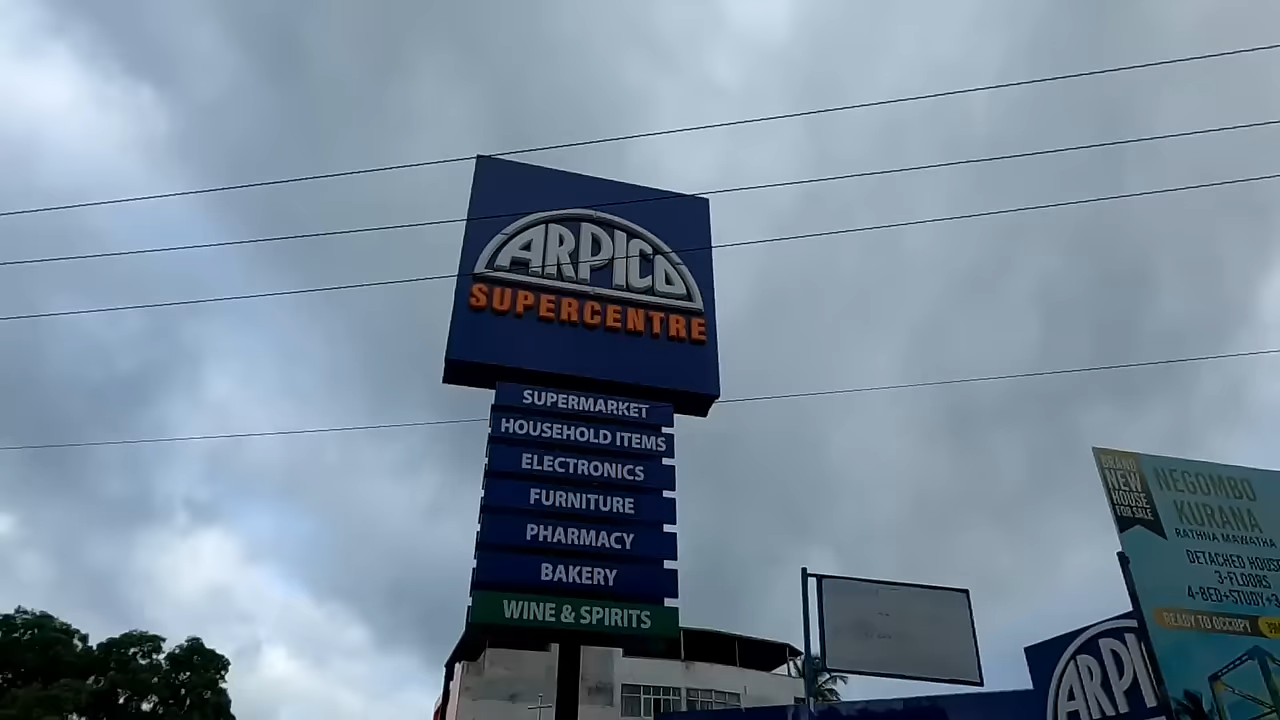 ARPICO
SUPERCENTRE
SUPERMARKET
HOUSEHOLD ITEMS
ELECTRONICS
FURNITURE
PHARMACY
BAKERY
WINE & SPIRITS
BRAND
NEW
HOUSE
FOR SALE
NEGOMBO
KURANA
RATHNA MAWATHA
DETACHED HOUS
3-FLOORS
4-BED+STUDY+3
READY TO OCCUPY
ARPI